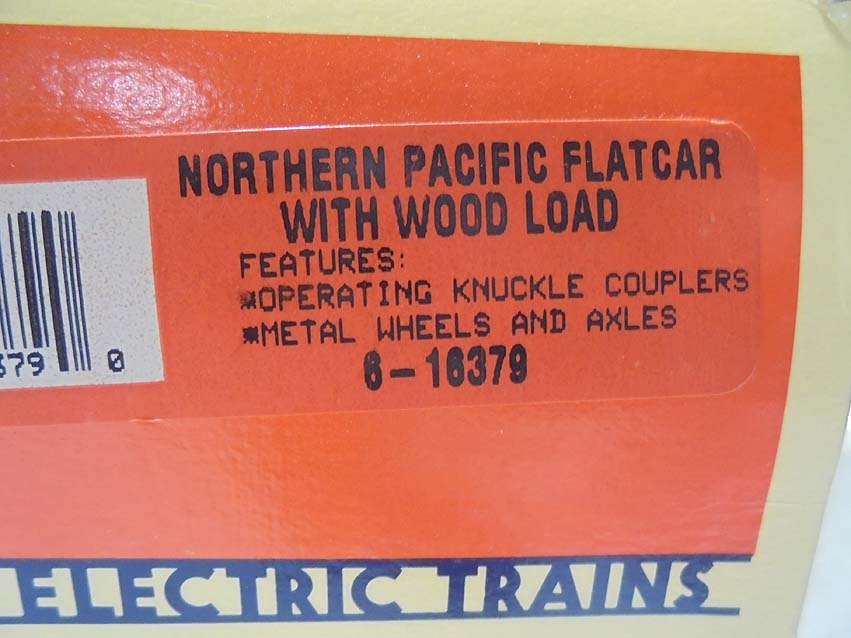 NORTHERN PACIFIC FLATCAR
WITH WOOD LOAD
FEATURES:
*OPERATING KNUCKLE COUPLERS
*METAL WHEELS AND AXLES
6-16379
379 0
ELECTRIC TRAINS